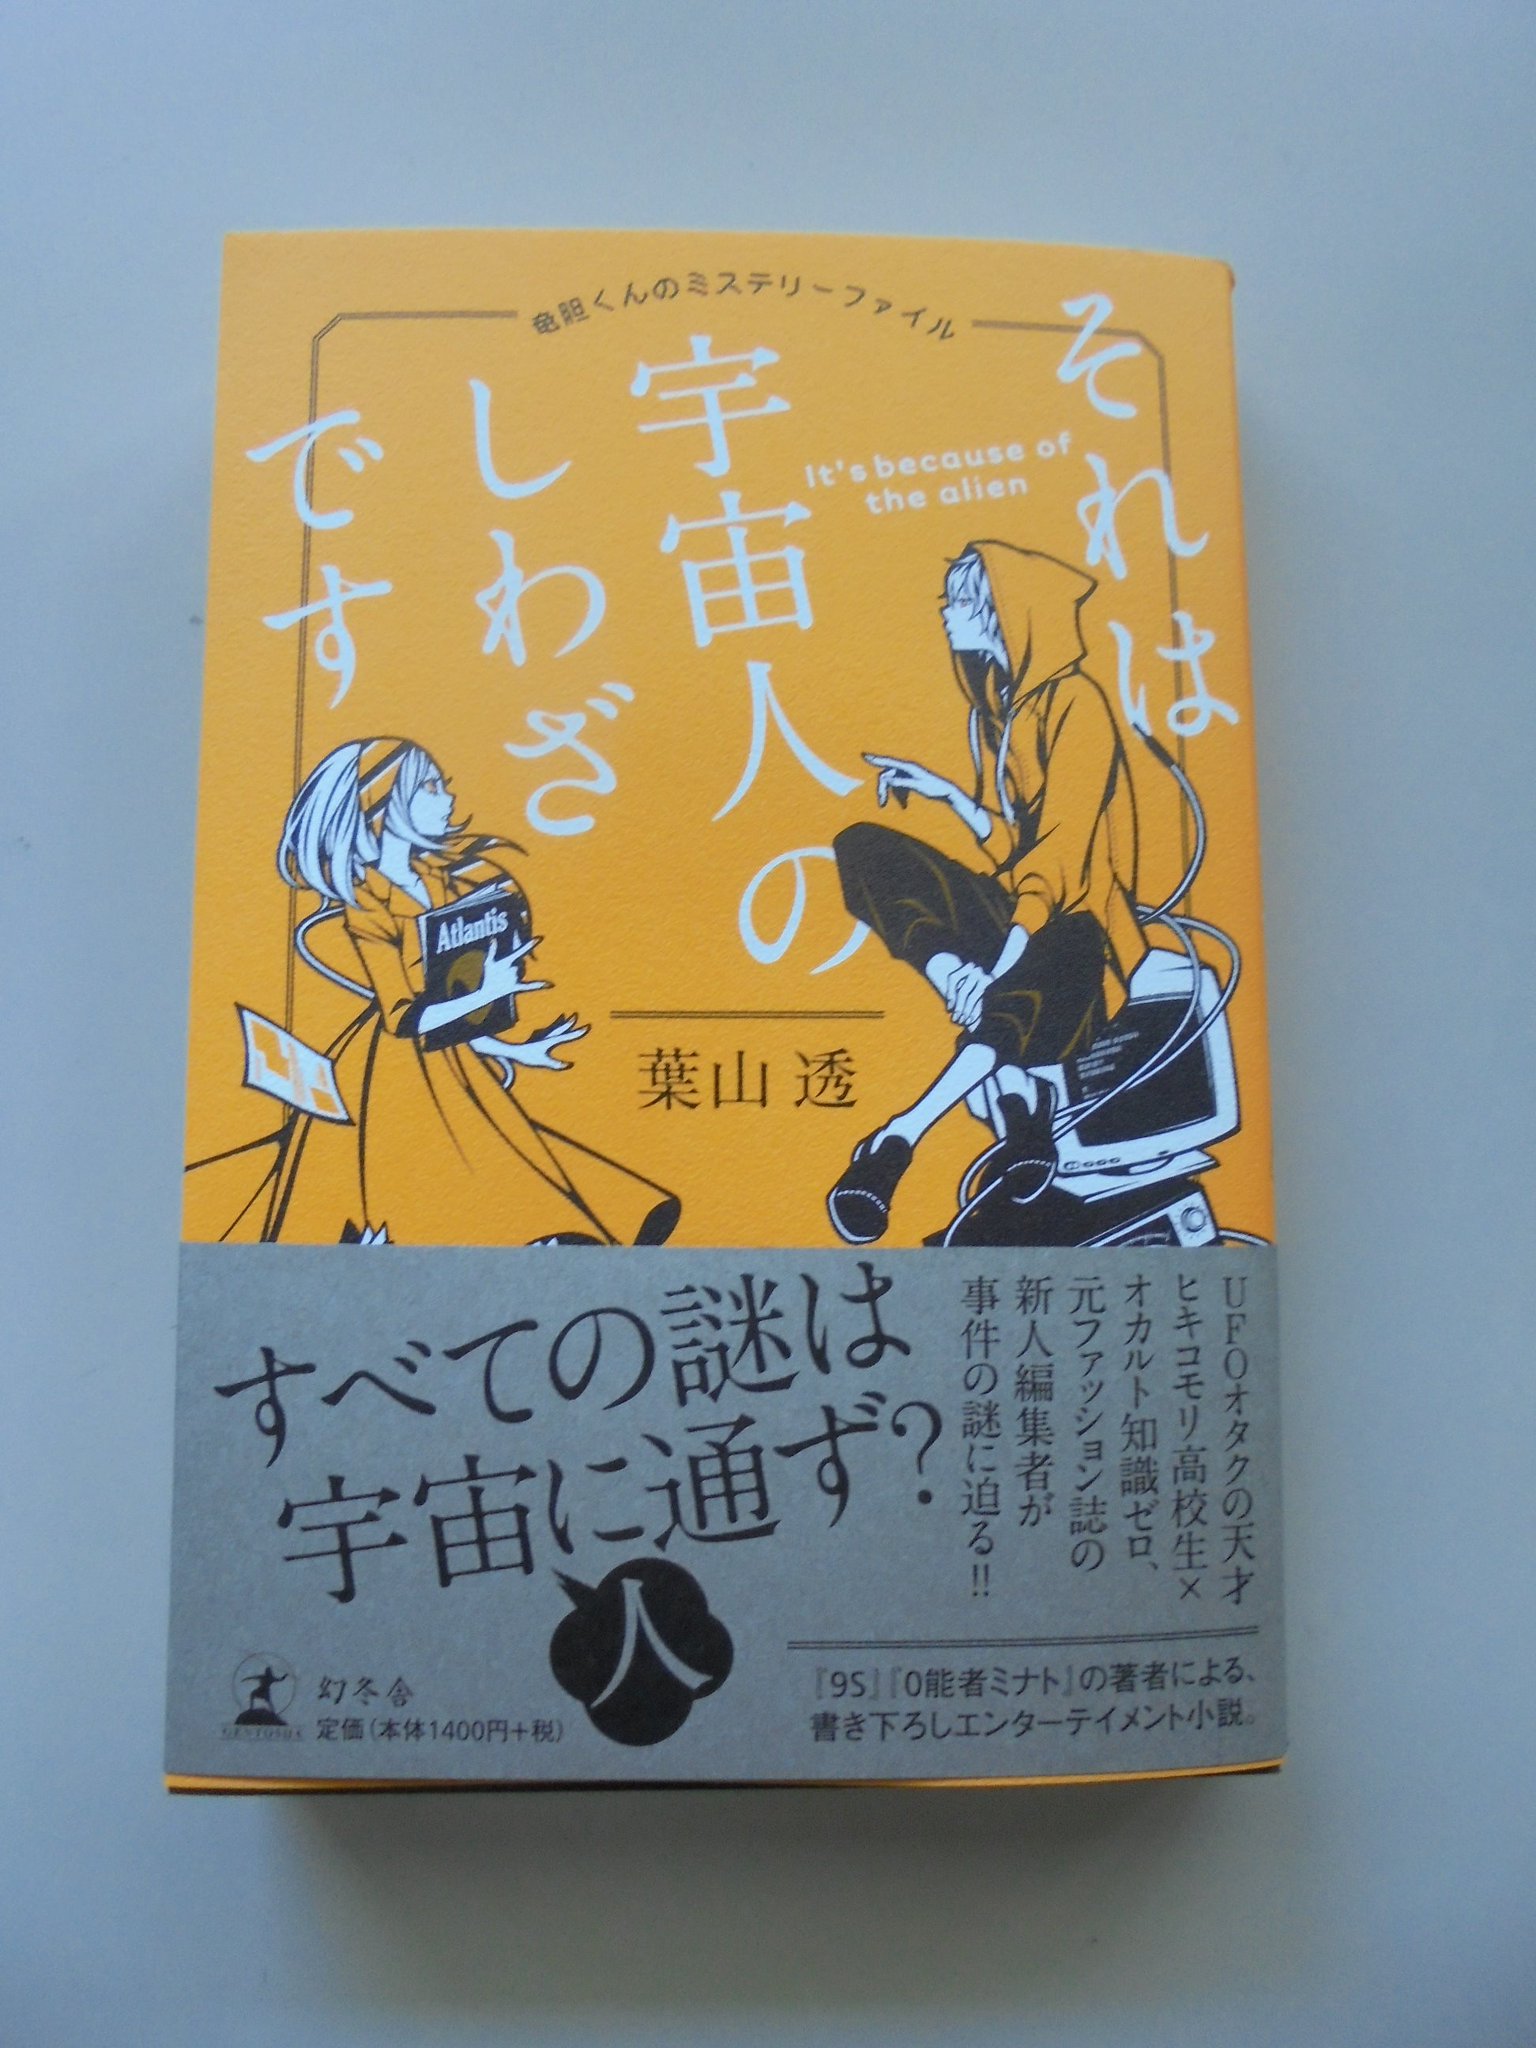 竜胆くんのミステリーファイル
それは
宇宙人の
しわざ
です
It's because of
the alien
Atlantis
葉山 透
UFOオタクの天才
ヒキコモリ高校生×
オカルト知識ゼロ、
元ファッション誌の
新人編集者が
事件の謎に迫る!!
すべての謎は
宇宙に通ず?
人
『9S』『0能者ミナト』の著者による、
書き下ろしエンターテイメント小説。
幻冬舎
GENTOSHA
定価(本体1400円+税)